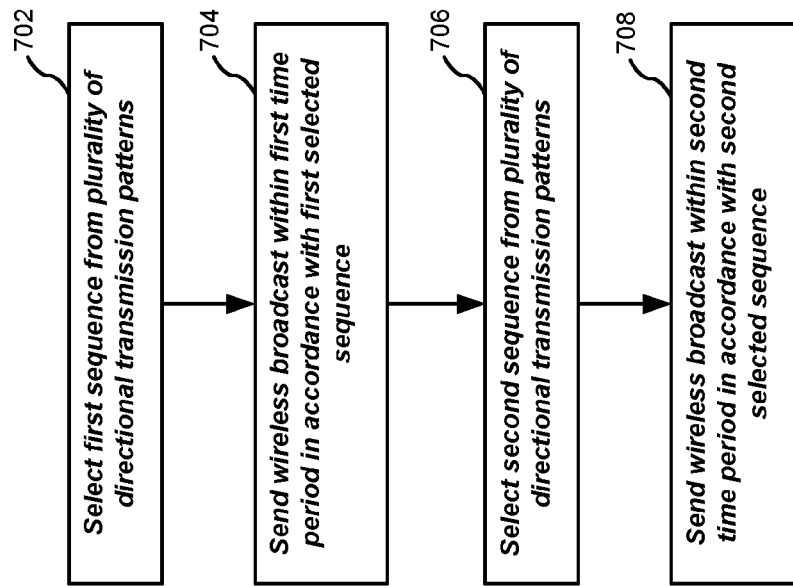 702
Select first sequence from plurality of
directional transmission patterns
704
Send wireless broadcast within first time
period in accordance with first selected
sequence
706
Select second sequence from plurality of
directional transmission patterns
708
Send wireless broadcast within second
time period in accordance with second
selected sequence